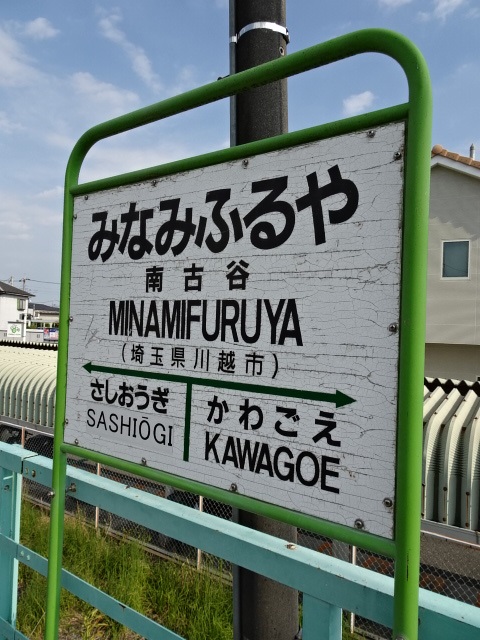 みなみふるや
南古谷
MINAMIFURUYA
（埼玉県川越市）
さしおうぎ
SASHIŌGI
かわごえ
KAWAGOE